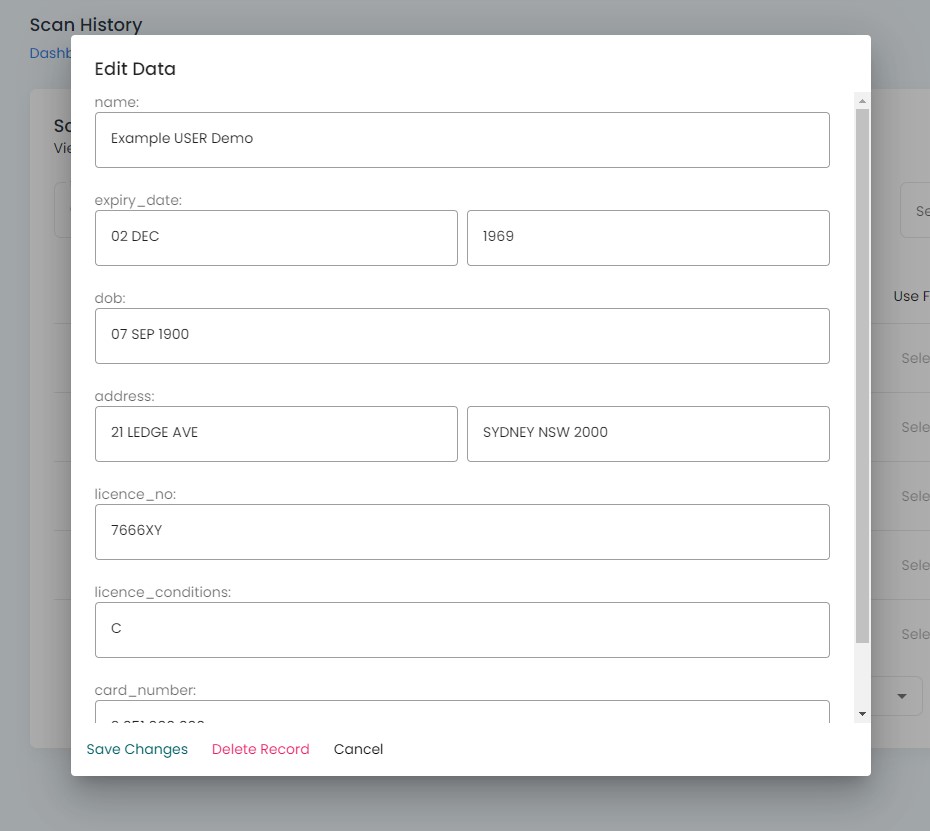 Scan History
Dashb
Edit Data
Sc
Vie
name:
Example USER Demo
expiry_date:
02 DEC
1969
dob:
07 SEP 1900
address:
21 LEDGE AVE
SYDNEY NSW 2000
licence_no:
7666XY
licence_conditions:
C
card_number:
Se
Use F
Sele
Sele
Sele
Sele
Sele
Save Changes
Delete Record
Cancel